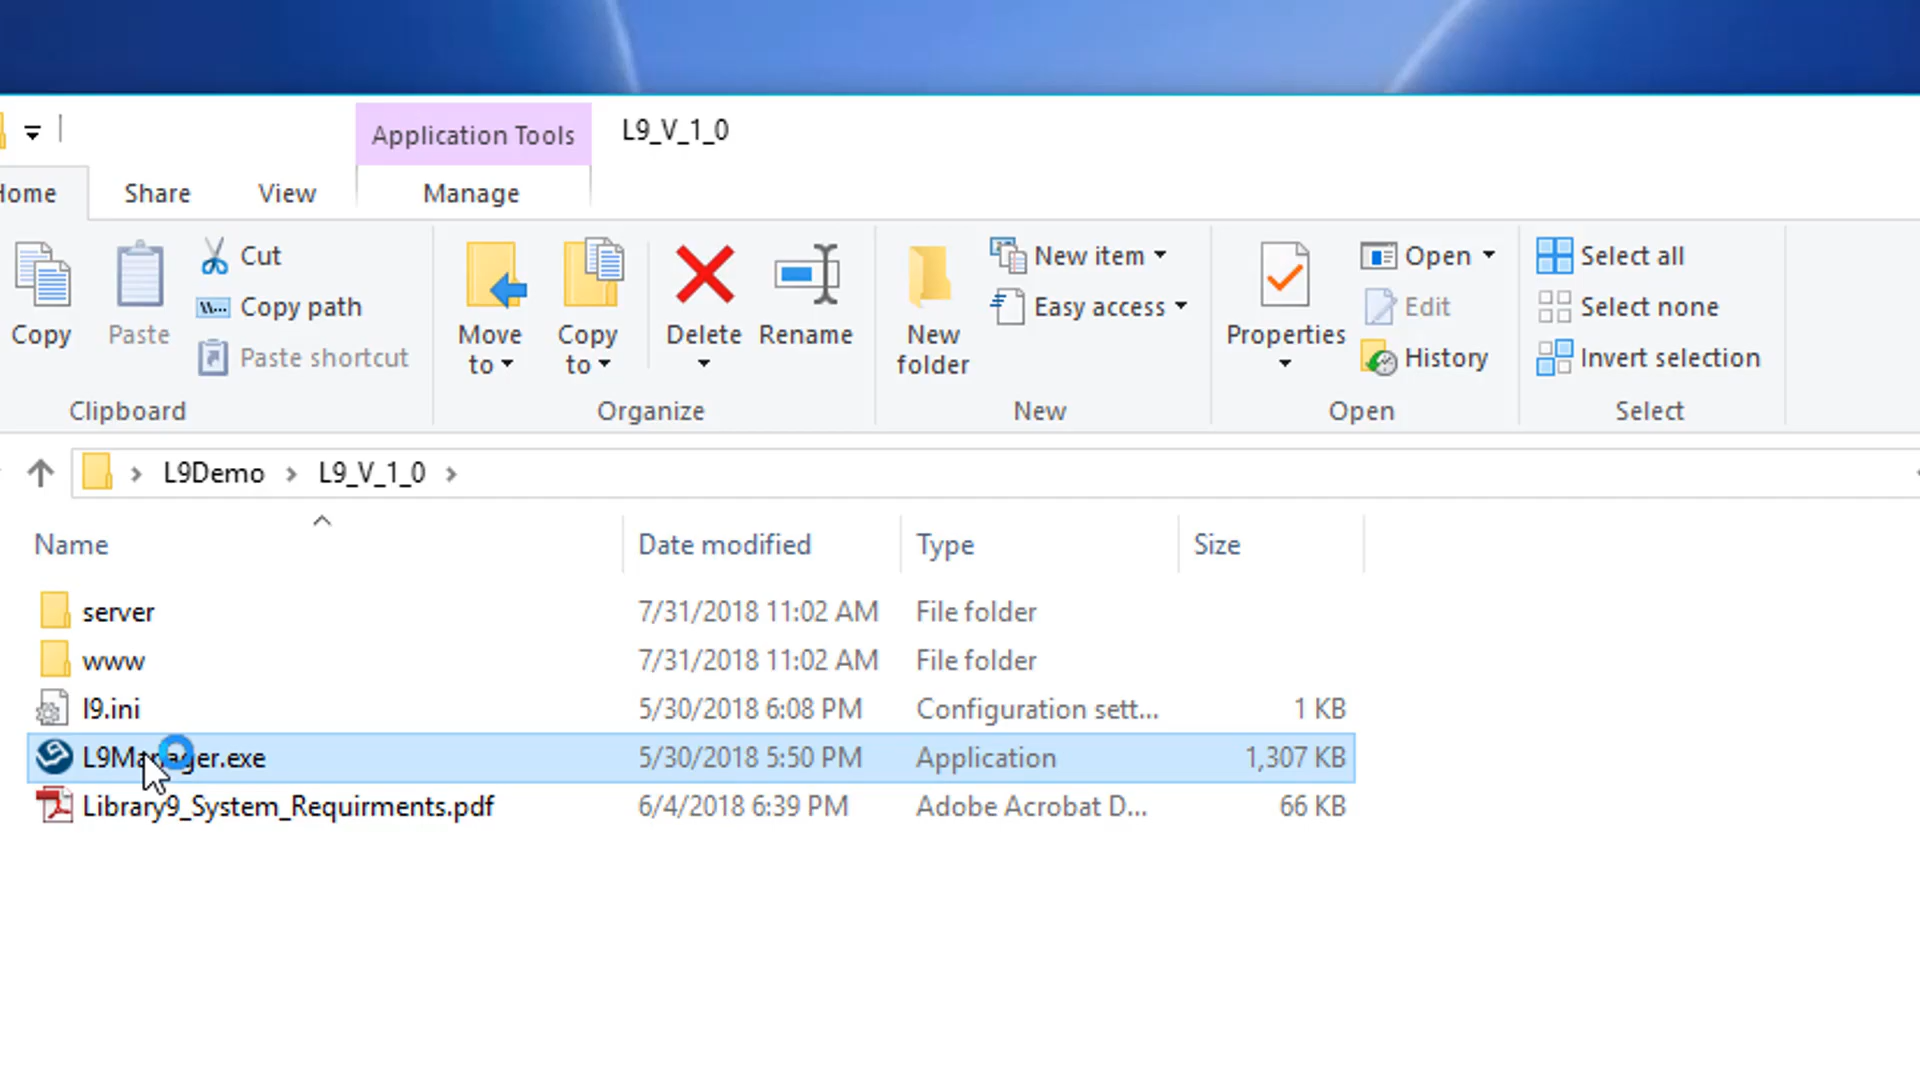 Application Tools L9_V_1_0
Home Share View Manage
Copy
Paste
Cut
Copy path
Paste shortcut
Clipboard
Move to
Copy to
Delete
Rename
Organize
New folder
New item
Easy access
New
Properties
Open
Edit
History
Open
Select all
Select none
Invert selection
Select
L9Demo L9_V_1_0
Name Date modified Type Size
server 7/31/2018 11:02 AM File folder
www 7/31/2018 11:02 AM File folder
l9.ini 5/30/2018 6:08 PM Configuration sett... 1 KB
L9Manager.exe 5/30/2018 5:50 PM Application 1,307 KB
Library9_System_Requirments.pdf 6/4/2018 6:39 PM Adobe Acrobat D... 66 KB